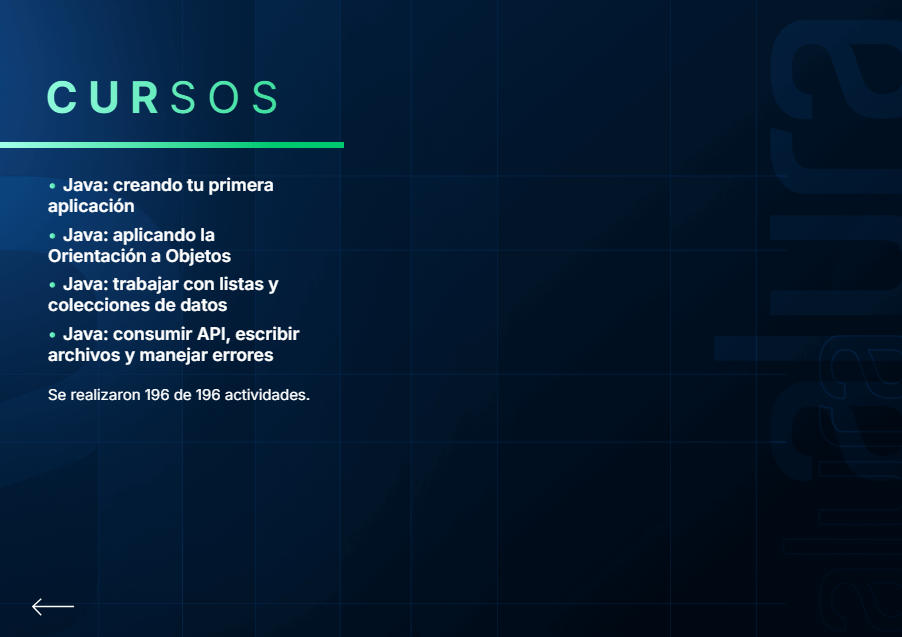 CURSOS
• Java: creando tu primera
aplicación
• Java: aplicando la
Orientación a Objetos
• Java: trabajar con listas y
colecciones de datos
• Java: consumir API, escribir
archivos y manejar errores
Se realizaron 196 de 196 actividades.
alura
alura